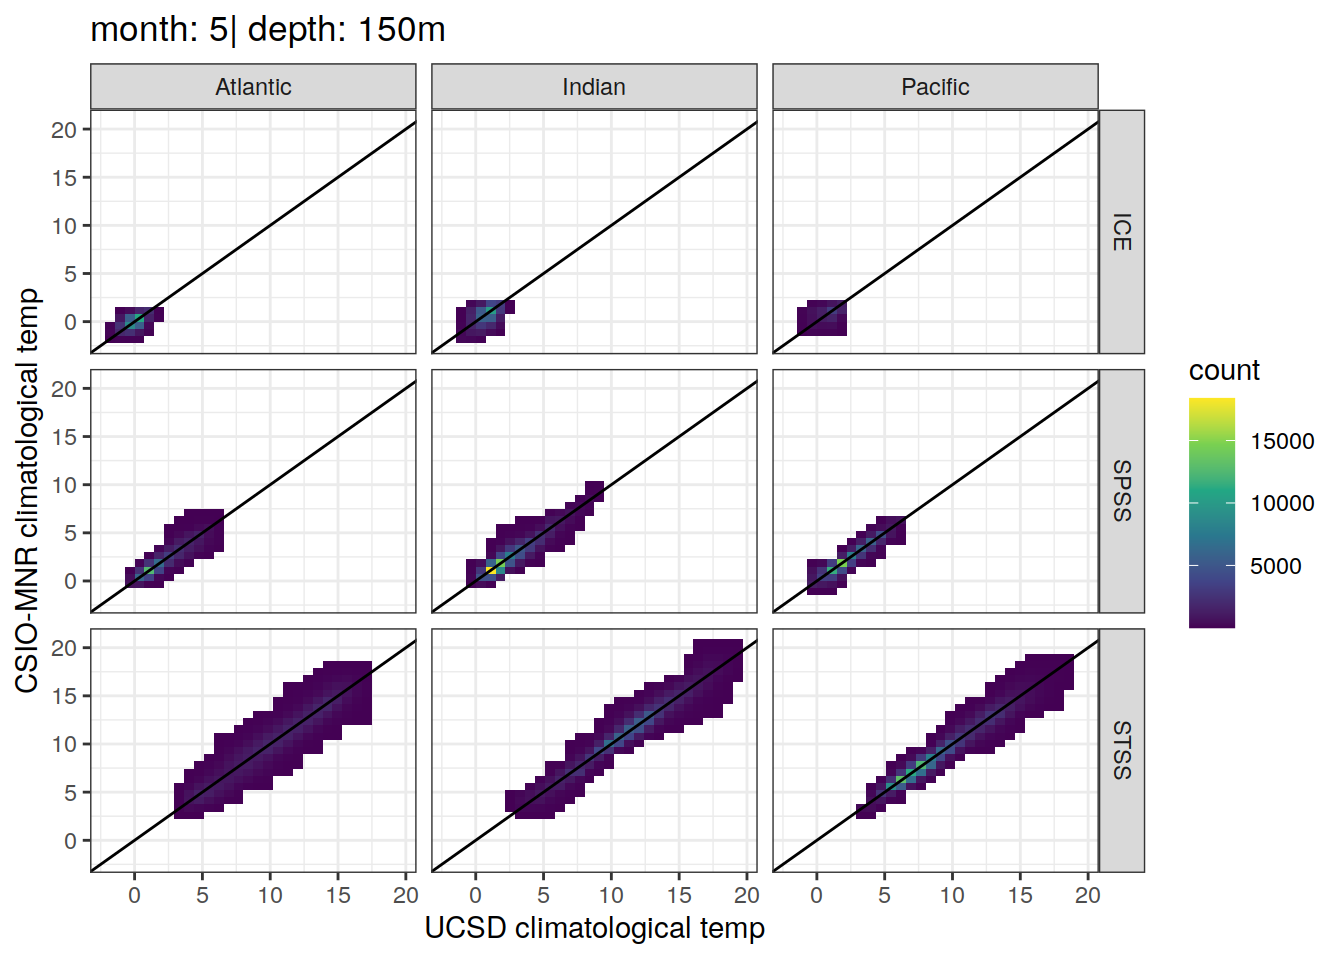 month: 5| depth: 150m
Atlantic
Indian
Pacific
20
15
10
5
0
ICE
20
15
10
5
0
SPSS
20
15
10
5
0
STSS
0 5 10 15 20
0 5 10 15 20
0 5 10 15 20
UCSD climatological temp
CSIO-MNR climatological temp
count
15000
10000
5000